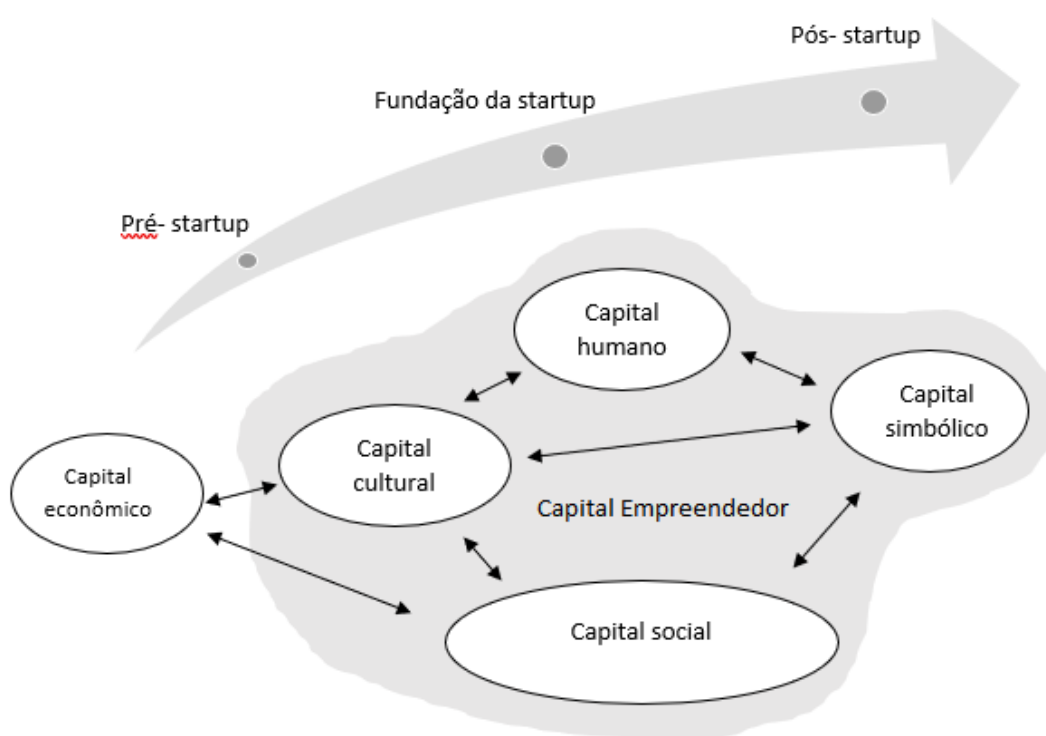 Pós- startup
Fundação da startup
Pré- startup
Capital
humano
Capital
simbólico
Capital
cultural
Capital
econômico
Capital Empreendedor
Capital social